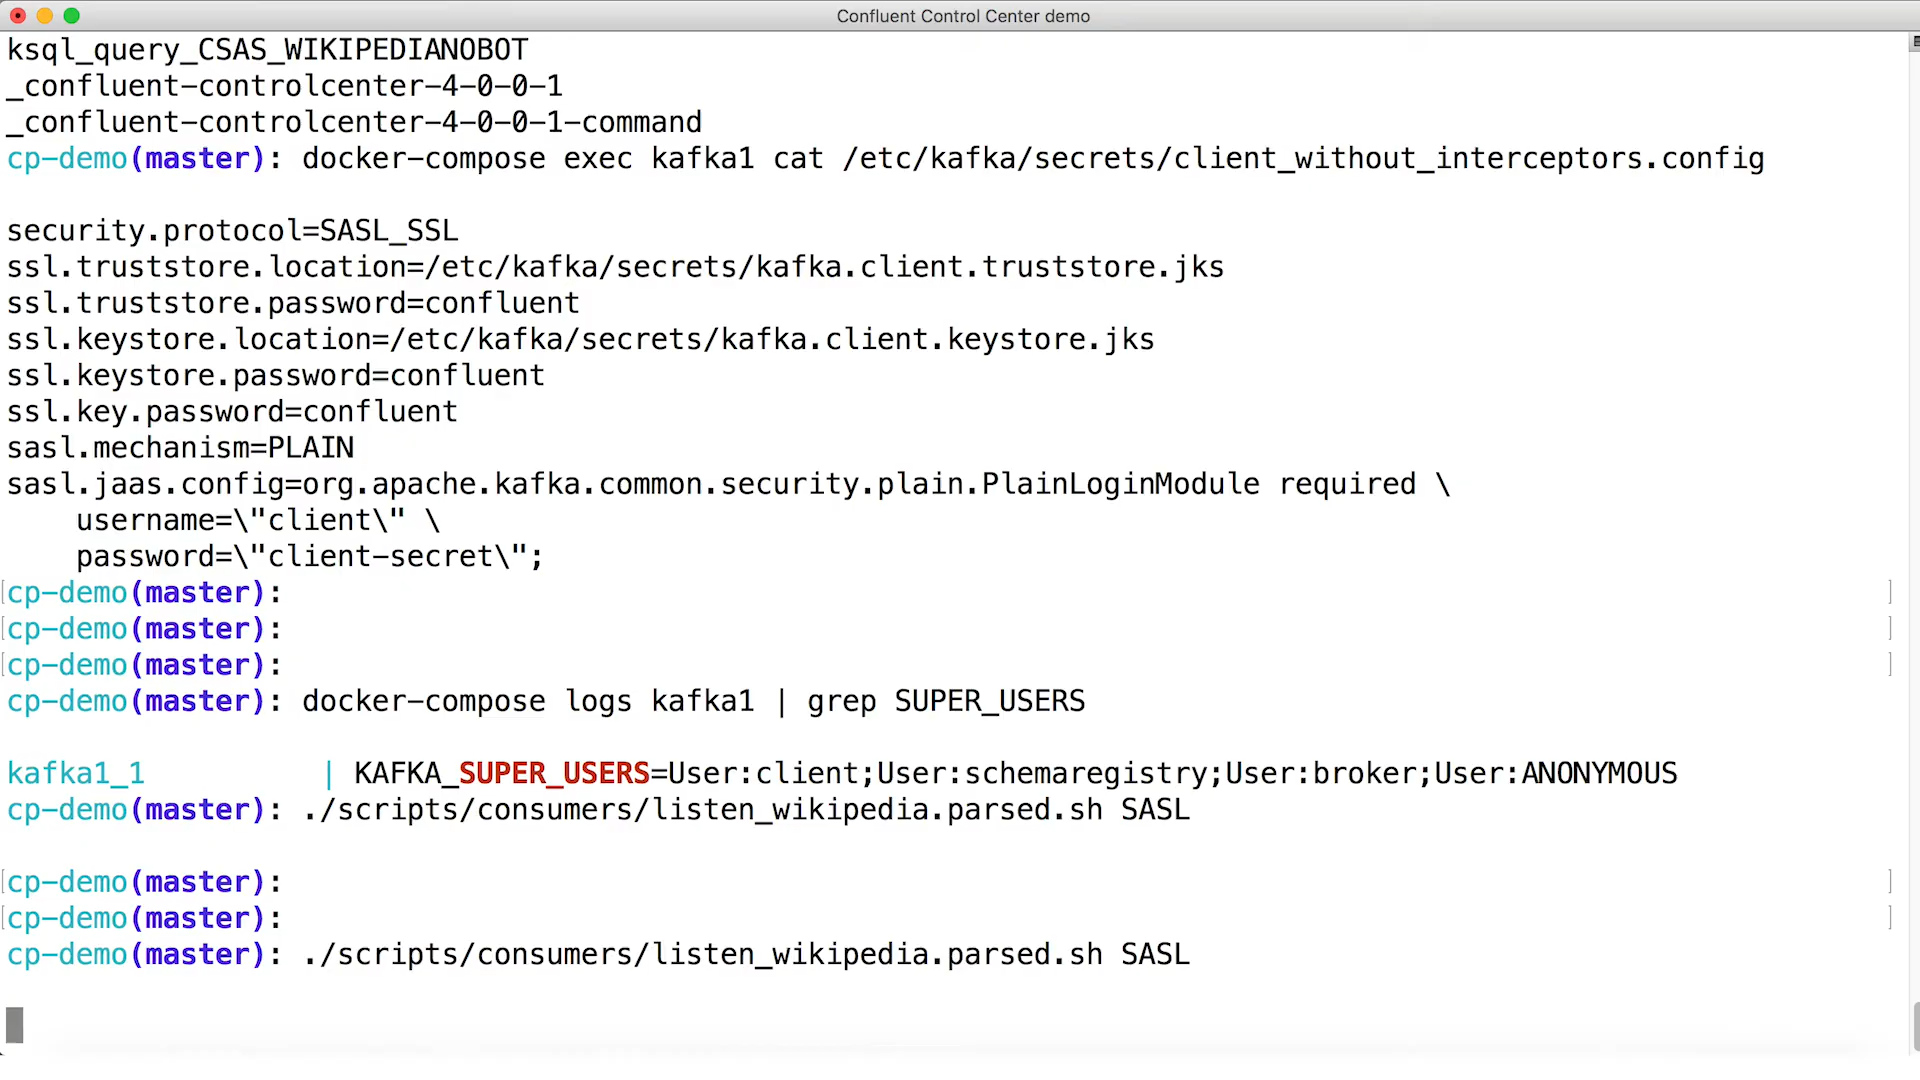 Confluent Control Center demo
ksql_query_CSAS_WIKIPEDIANOBOT
_confluent-controlcenter-4-0-0-1
_confluent-controlcenter-4-0-0-1-command
cp-demo(master): docker-compose exec kafka1 cat /etc/kafka/secrets/client_without_interceptors.config
security.protocol=SASL_SSL
ssl.truststore.location=/etc/kafka/secrets/kafka.client.truststore.jks
ssl.truststore.password=confluent
ssl.keystore.location=/etc/kafka/secrets/kafka.client.keystore.jks
ssl.keystore.password=confluent
ssl.key.password=confluent
sasl.mechanism=PLAIN
sasl.jaas.config=org.apache.kafka.common.security.plain.PlainLoginModule required \
    username=\"client\" \
    password=\"client-secret\";
[cp-demo(master): ]
[cp-demo(master): ]
[cp-demo(master): ]
cp-demo(master): docker-compose logs kafka1 | grep SUPER_USERS
kafka1_1 | KAFKA_SUPER_USERS=User:client;User:schemaregistry;User:broker;User:ANONYMOUS
cp-demo(master): ./scripts/consumers/listen_wikipedia.parsed.sh SASL
[cp-demo(master): ]
[cp-demo(master): ]
cp-demo(master): ./scripts/consumers/listen_wikipedia.parsed.sh SASL